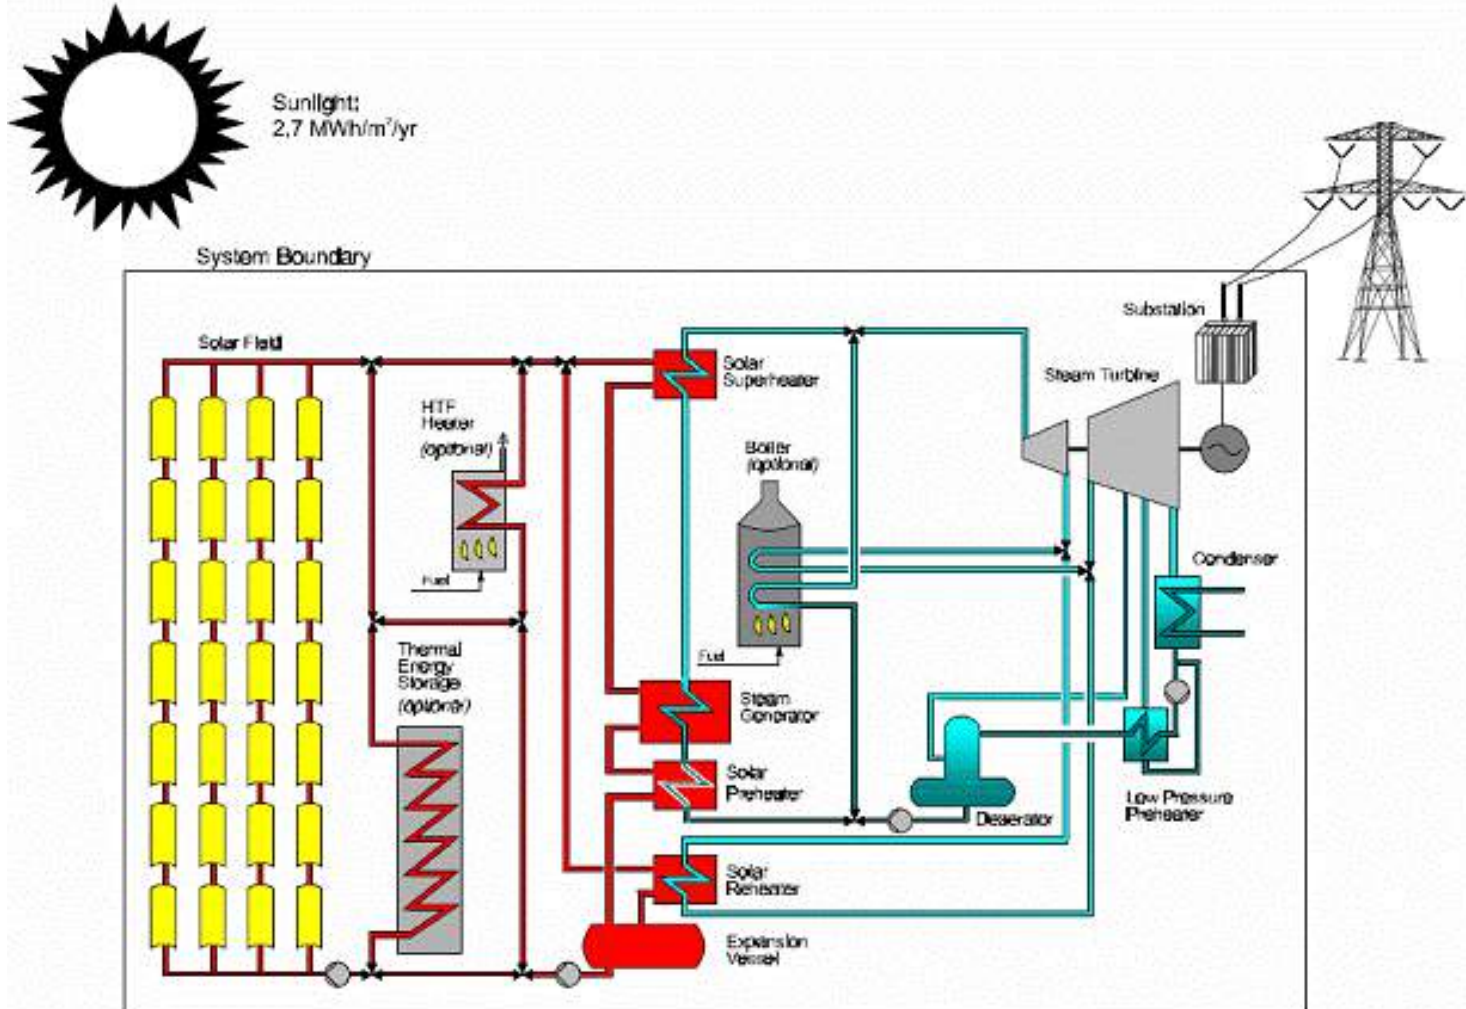 Sunlight:
2,7 MWh/m²/yr
System Boundary
Substation
Solar Field
Solar
Superheater
Steam Turbine
HTF
Heater
(optional)
Boiler
(optional)
Condenser
Fuel
Thermal
Energy
Storage
(optional)
Fuel
Steam
Generator
Solar
Preheater
Deaerator
Low Pressure
Preheater
Solar
Reheater
Expansion
Vessel